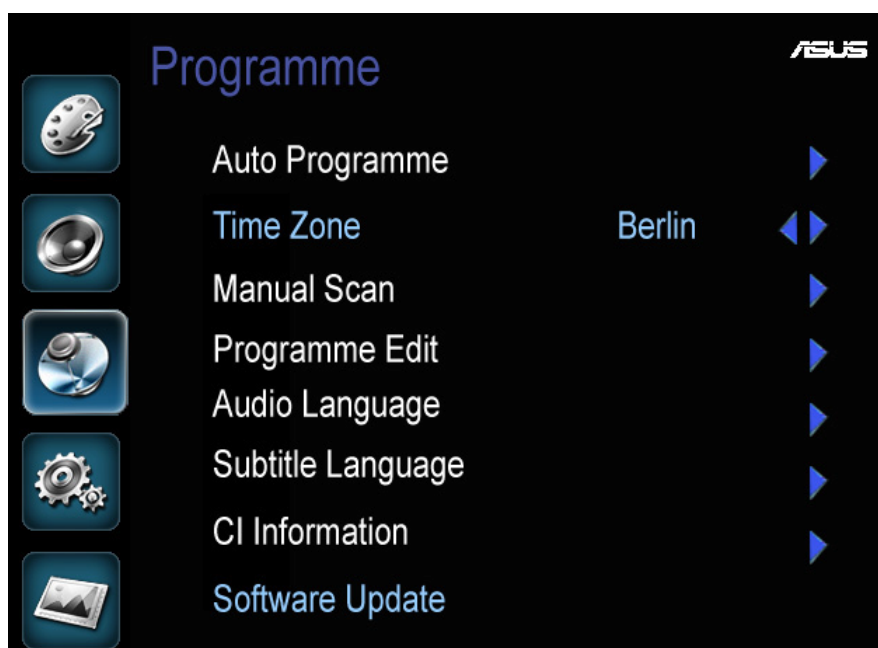 Programme
ASUS
Auto Programme
Time Zone Berlin
Manual Scan
Programme Edit
Audio Language
Subtitle Language
CI Information
Software Update